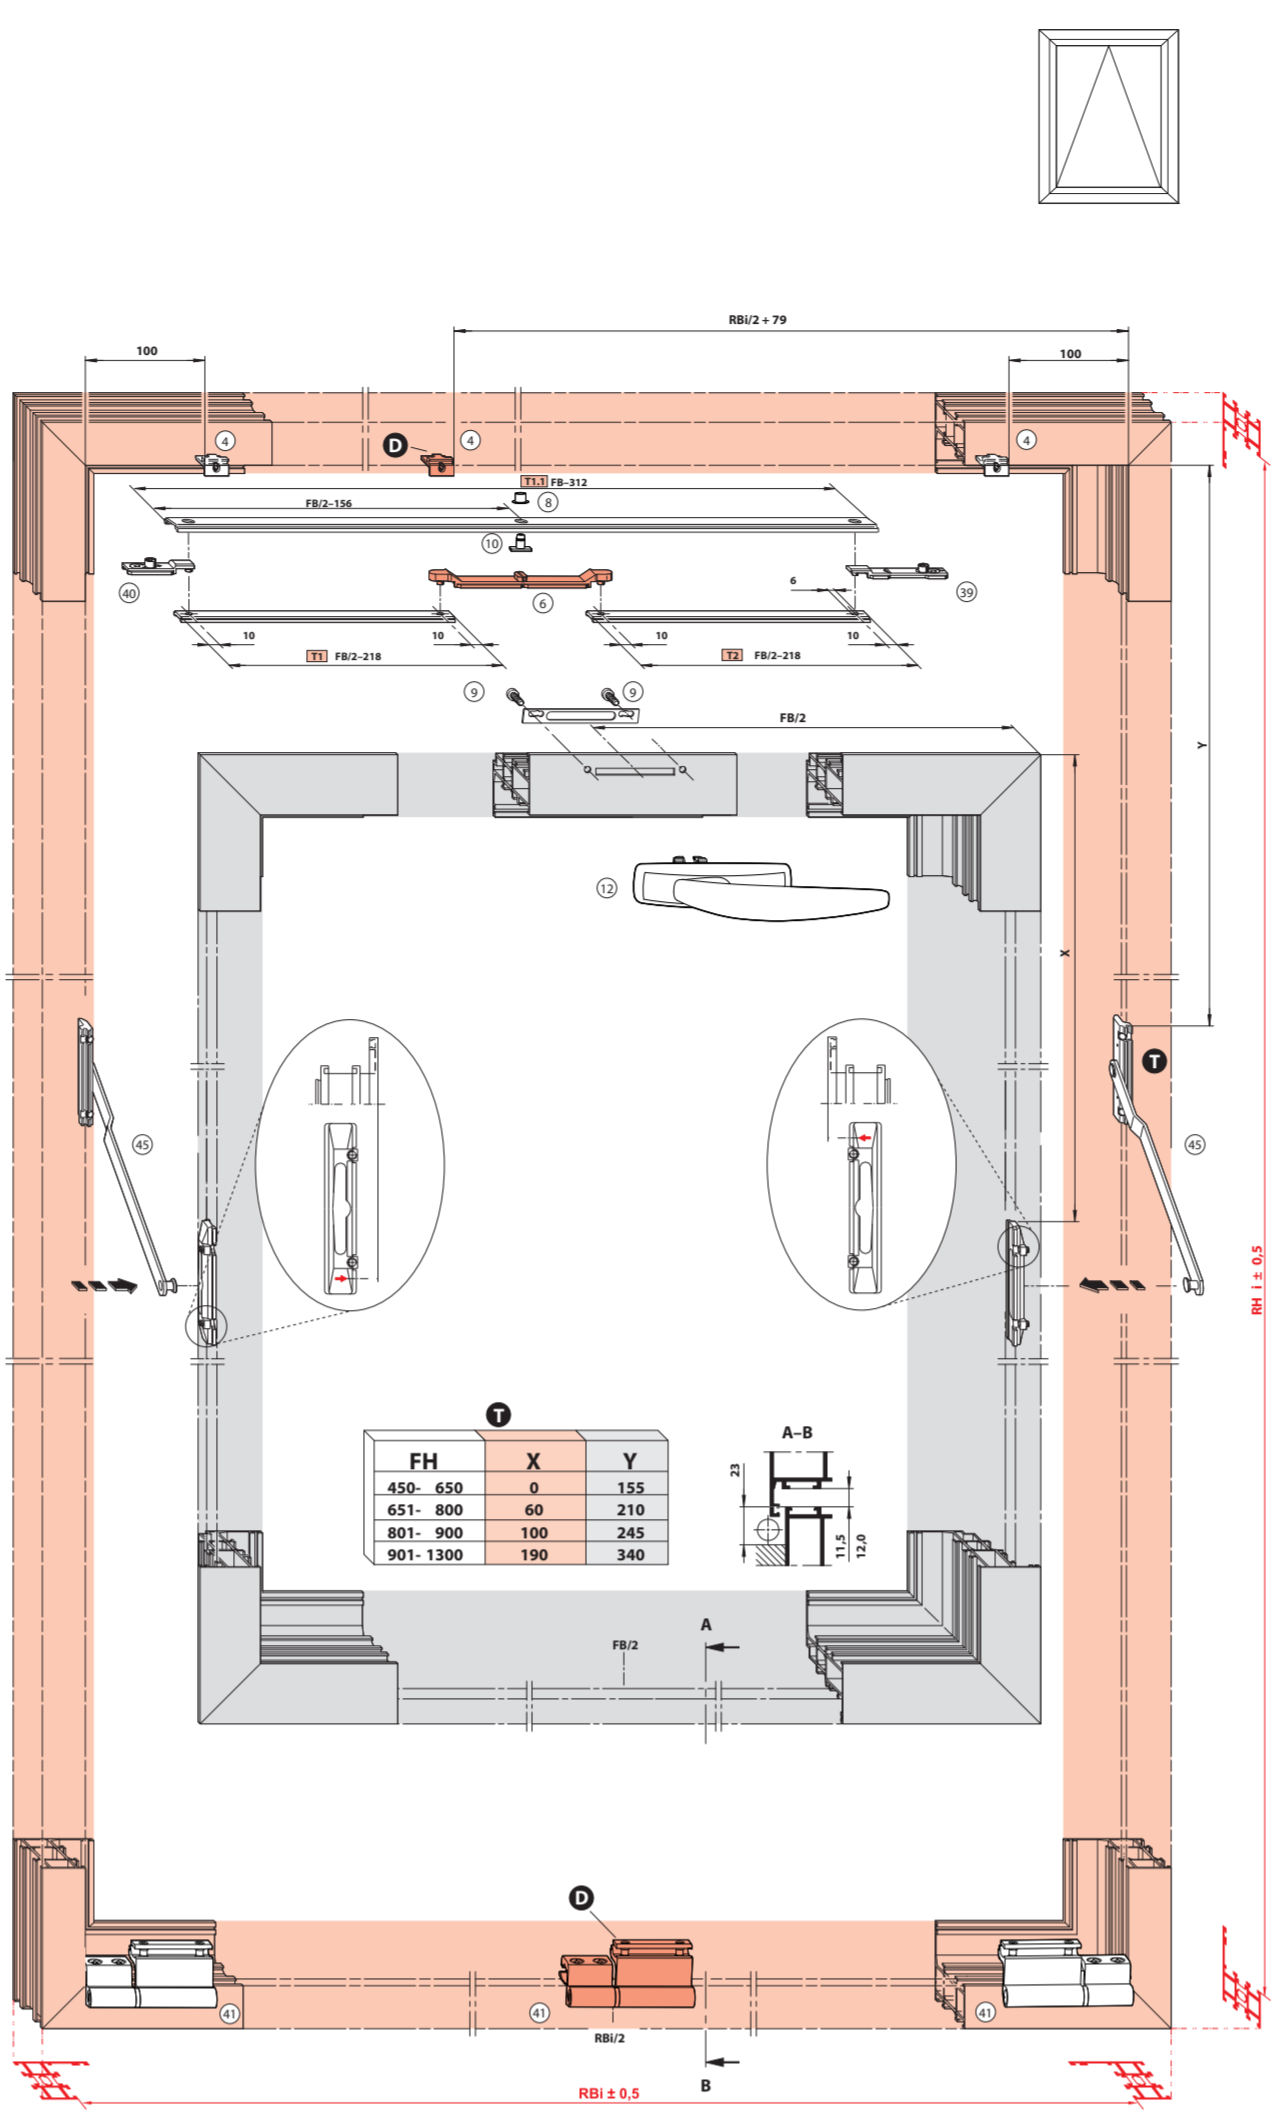 RBi/2 + 79
100
100
4
D
4
4
T1.1 FB–312
8
FB/2–156
10
40
6
6
39
10
10
10
10
T1 FB/2–218
T2 FB/2–218
9
9
FB/2
Y
12
X
T
45
45
RH i ± 0,5
T
FH X Y
450- 650 0 155
651- 800 60 210
801- 900 100 245
901- 1300 190 340
A–B
23
11,5
12,0
A
FB/2
D
41
41
41
RBi/2
B
RBi ± 0,5